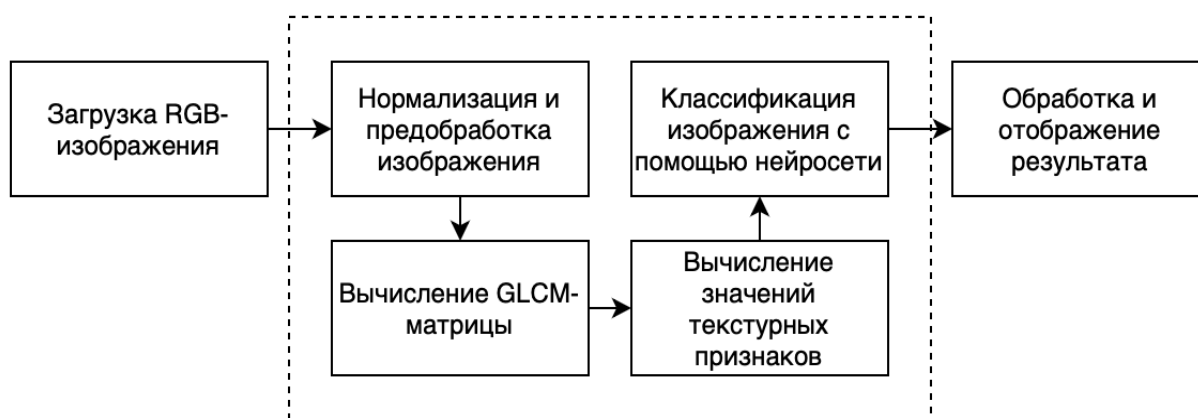 Загрузка RGB-
изображения
Нормализация и
предобработка
изображения
Вычисление GLCM-
матрицы
Вычисление
значений
текстурных
признаков
Классификация
изображения с
помощью нейросети
Обработка и
отображение
результата